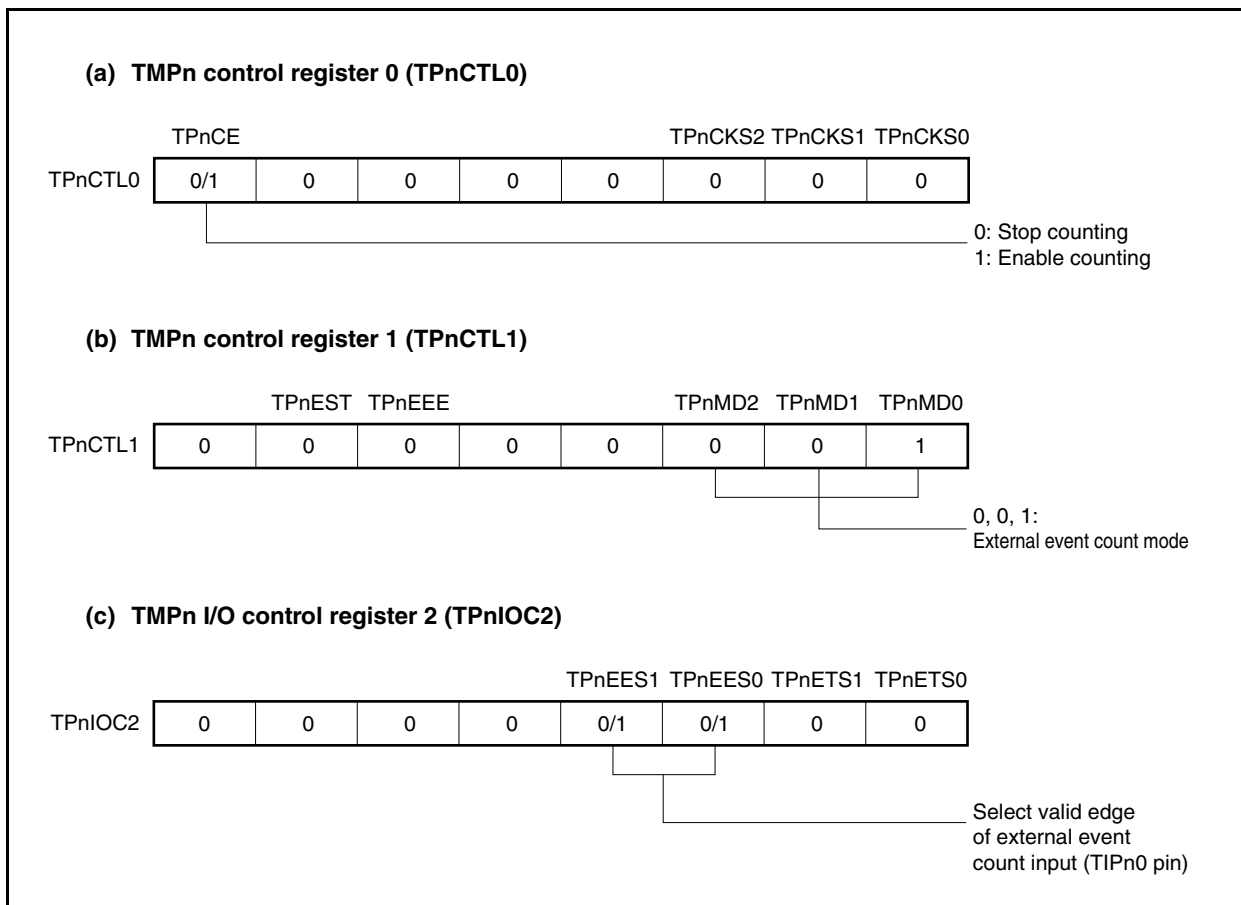 (a) TMPn control register 0 (TPnCTL0)
TPnCE TPnCKS2 TPnCKS1 TPnCKS0
TPnCTL0 0/1 0 0 0 0 0 0 0
0: Stop counting
1: Enable counting
(b) TMPn control register 1 (TPnCTL1)
TPnEST TPnEEE TPnMD2 TPnMD1 TPnMD0
TPnCTL1 0 0 0 0 0 0 0 1
0, 0, 1:
External event count mode
(c) TMPn I/O control register 2 (TPnIOC2)
TPnEES1 TPnEES0 TPnETS1 TPnETS0
TPnIOC2 0 0 0 0 0/1 0/1 0 0
Select valid edge
of external event
count input (TIPn0 pin)